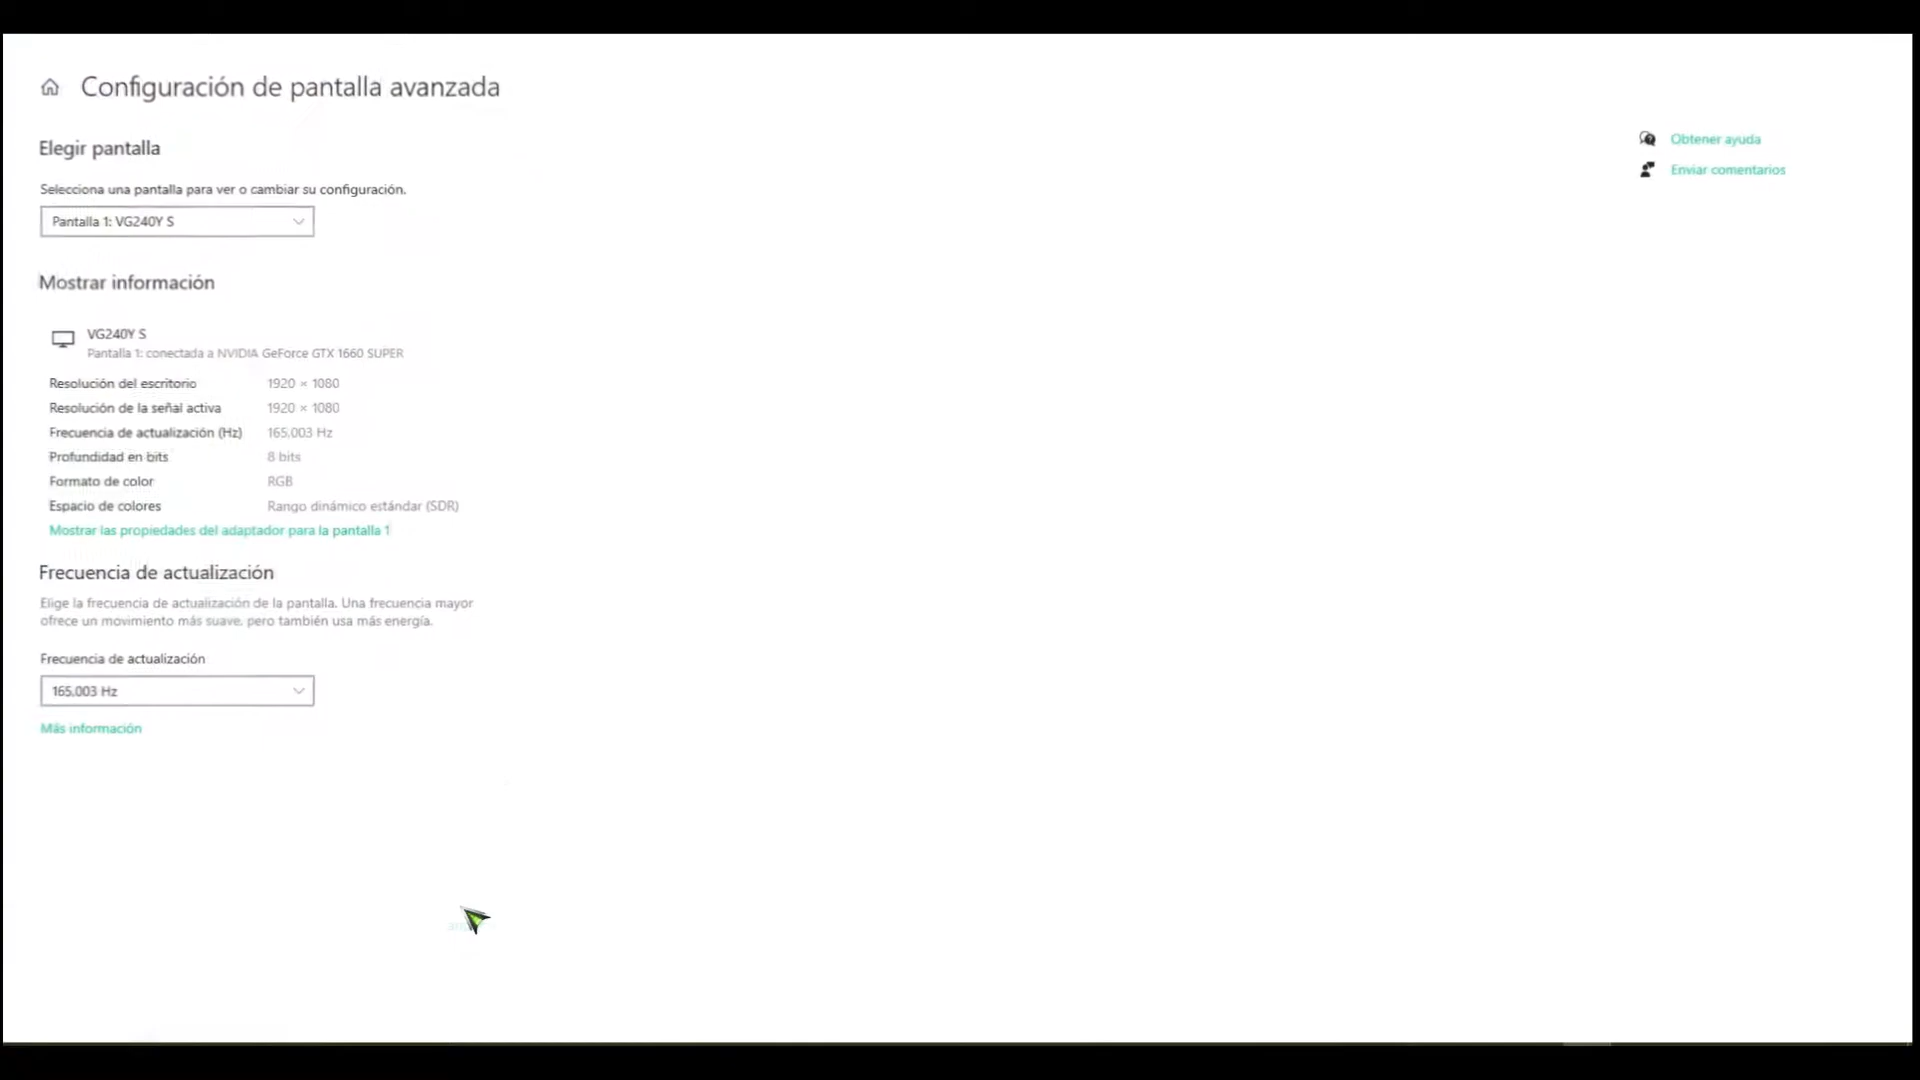 Configuración de pantalla avanzada
Elegir pantalla
Selecciona una pantalla para ver o cambiar su configuración.
Pantalla 1: VG240Y S
Mostrar información
VG240Y S
Pantalla 1: conectada a NVIDIA GeForce GTX 1660 SUPER
Resolución del escritorio 1920 × 1080
Resolución de la señal activa 1920 × 1080
Frecuencia de actualización (Hz) 165,003 Hz
Profundidad en bits 8 bits
Formato de color RGB
Espacio de colores Rango dinámico estándar (SDR)
Mostrar las propiedades del adaptador para la pantalla 1
Frecuencia de actualización
Elige la frecuencia de actualización de la pantalla. Una frecuencia mayor
ofrece un movimiento más suave, pero también usa más energía.
Frecuencia de actualización
165,003 Hz
Más información
Obtener ayuda
Enviar comentarios